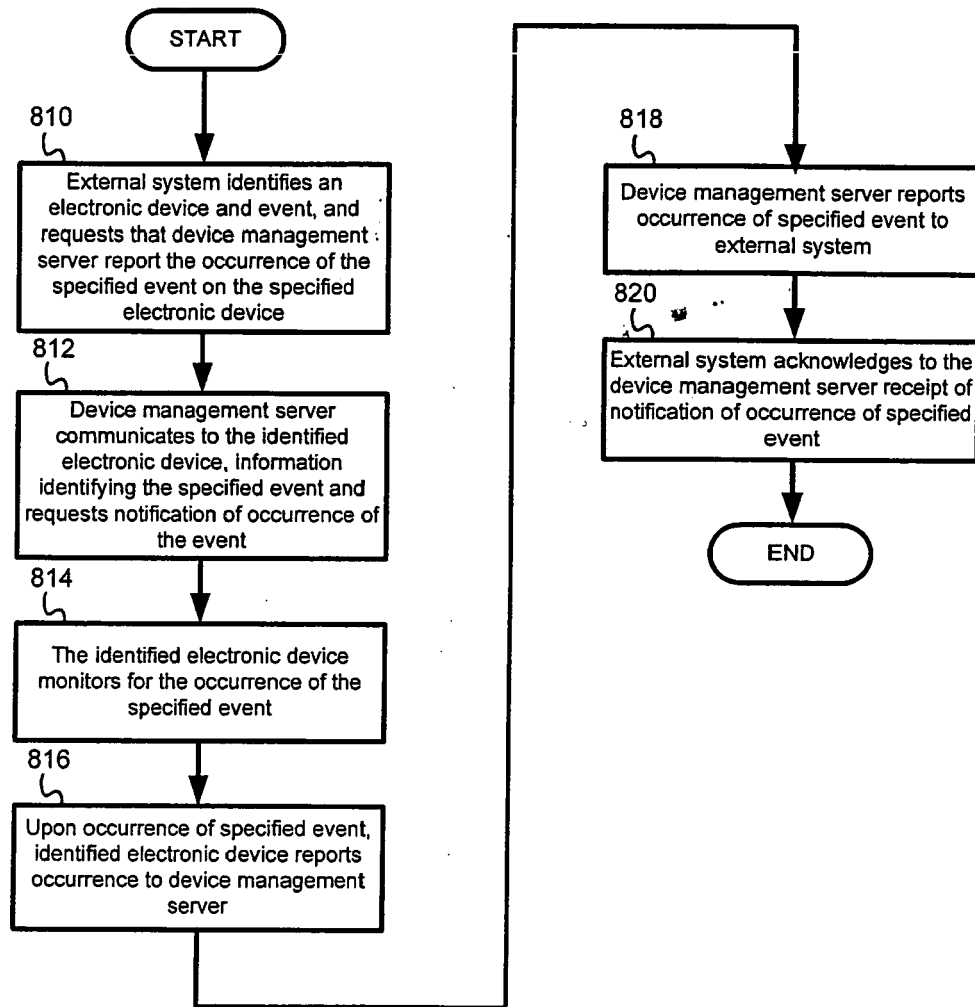 START
810
External system identifies an
electronic device and event, and
requests that device management
server report the occurrence of the
specified event on the specified
electronic device
812
Device management server
communicates to the identified
electronic device, information
identifying the specified event and
requests notification of occurrence of
the event
814
The identified electronic device
monitors for the occurrence of the
specified event
816
Upon occurrence of specified event,
identified electronic device reports
occurrence to device management
server
818
Device management server reports
occurrence of specified event to
external system
820
External system acknowledges to the
device management server receipt of
notification of occurrence of specified
event
END